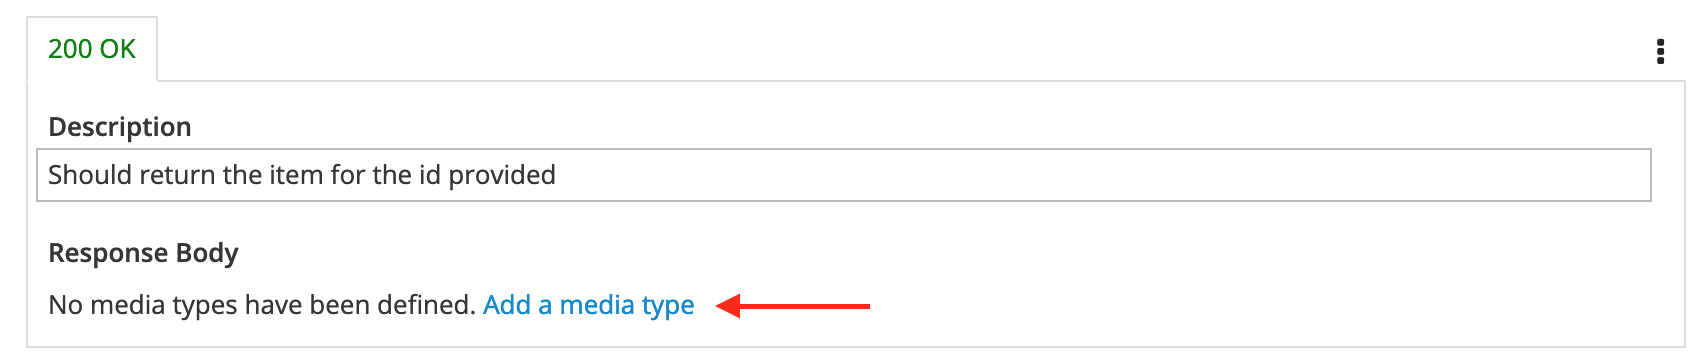 200 OK
Description
Should return the item for the id provided
Response Body
No media types have been defined. Add a media type